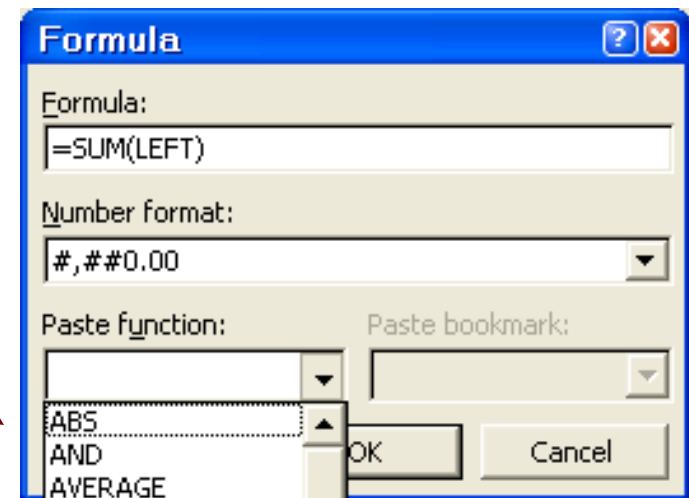 Formula
Formula:
=SUM(LEFT)
Number format:
#,##0.00
Paste function: Paste bookmark:
ABS
AND OK Cancel
AVERAGE